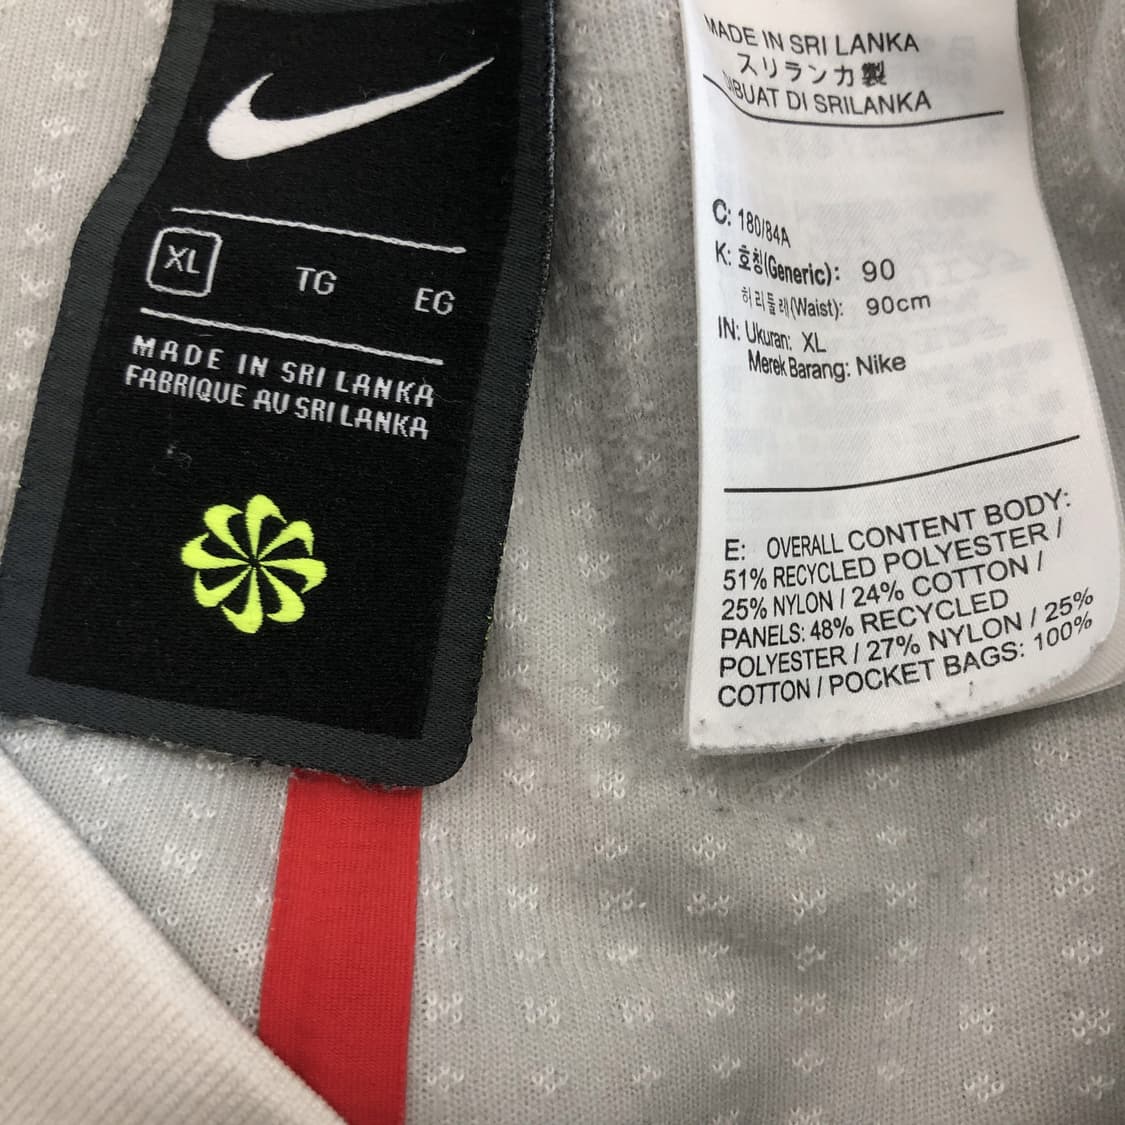 XL TG EG
MADE IN SRI LANKA
FABRIQUE AU SRI LANKA
MADE IN SRI LANKA
スリランカ製
DIBUAT DI SRILANKA
C: 180/84A
K: 호칭(Generic): 90
허리둘레(Waist): 90cm
IN: Ukuran: XL
Merek Barang: Nike
E: OVERALL CONTENT BODY:
51% RECYCLED POLYESTER /
25% NYLON / 24% COTTON /
PANELS: 48% RECYCLED
POLYESTER / 27% NYLON / 25%
COTTON / POCKET BAGS: 100%